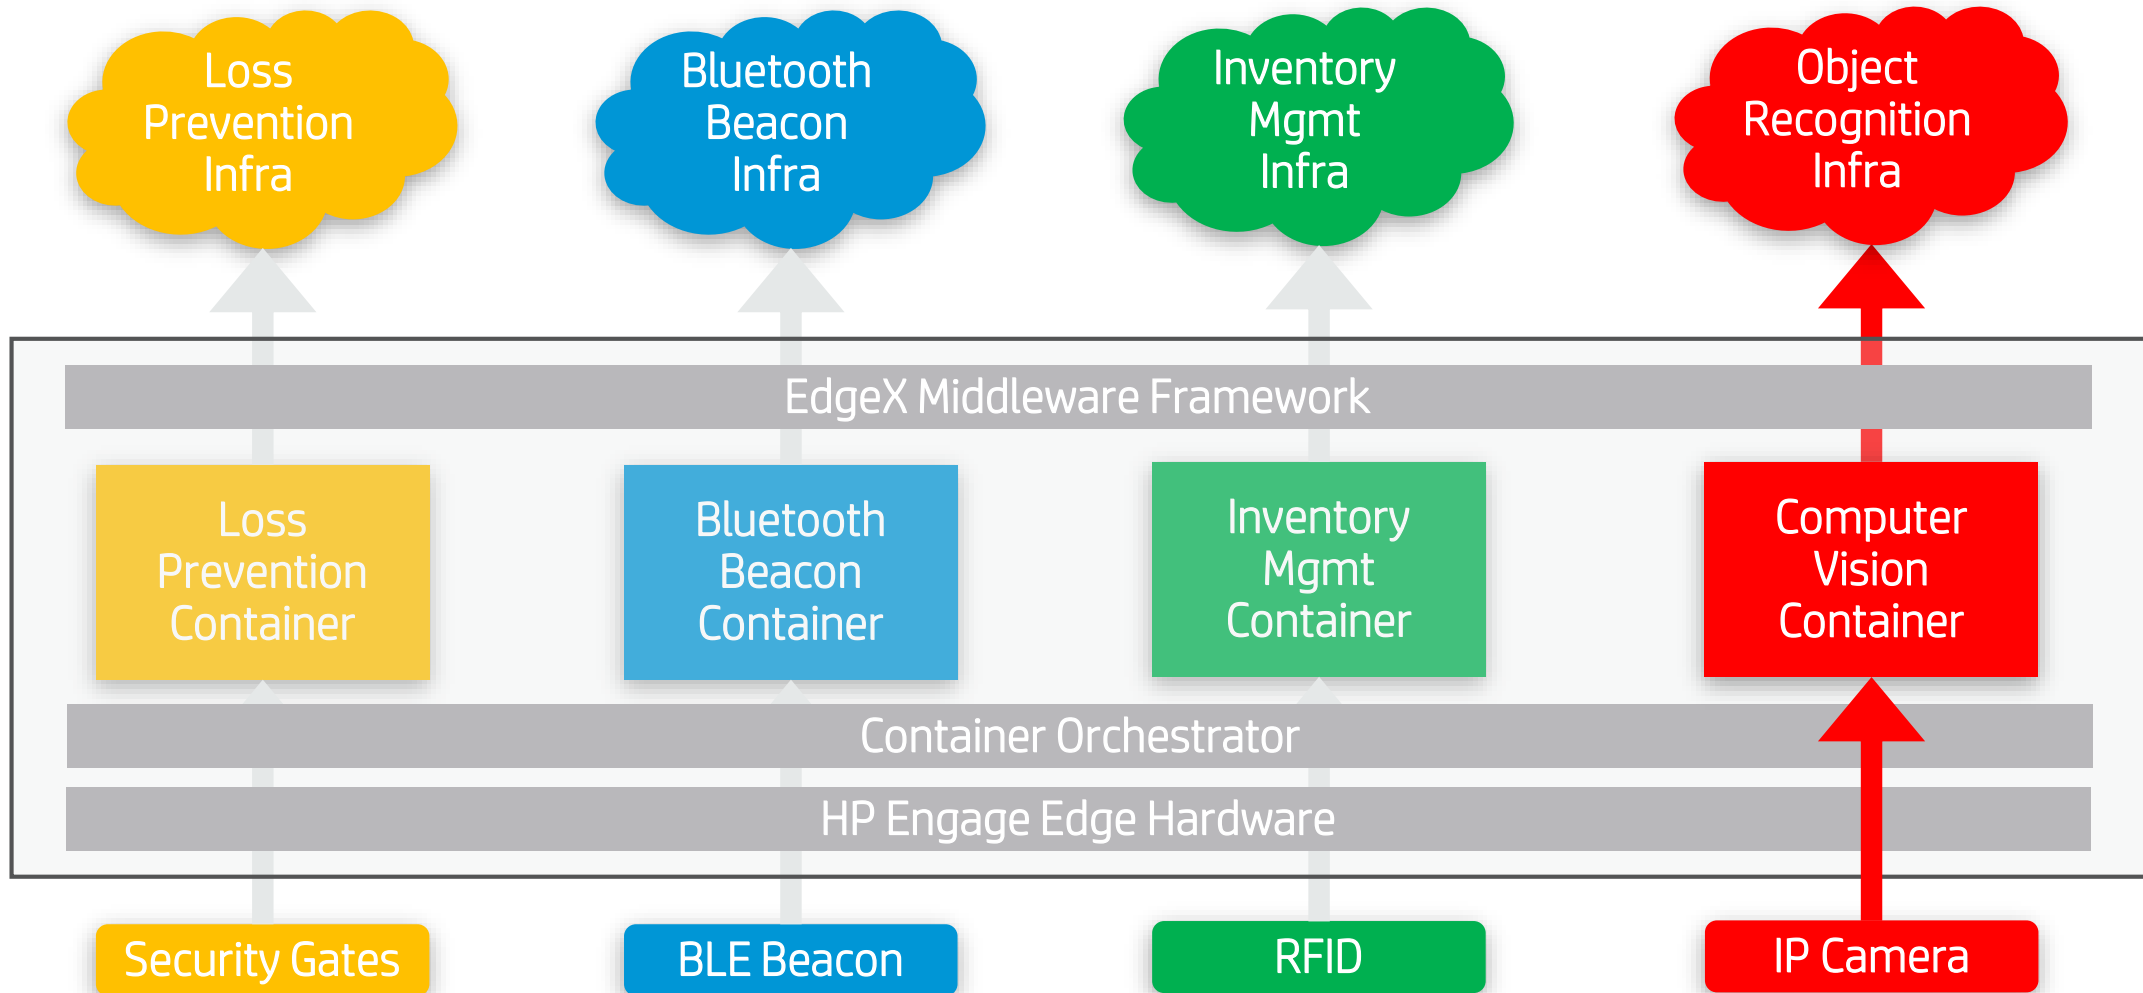 Loss
Prevention
Infra
Bluetooth
Beacon
Infra
Inventory
Mgmt
Infra
Object
Recognition
Infra
EdgeX Middleware Framework
Loss
Prevention
Container
Bluetooth
Beacon
Container
Inventory
Mgmt
Container
Computer
Vision
Container
Container Orchestrator
HP Engage Edge Hardware
Security Gates
BLE Beacon
RFID
IP Camera